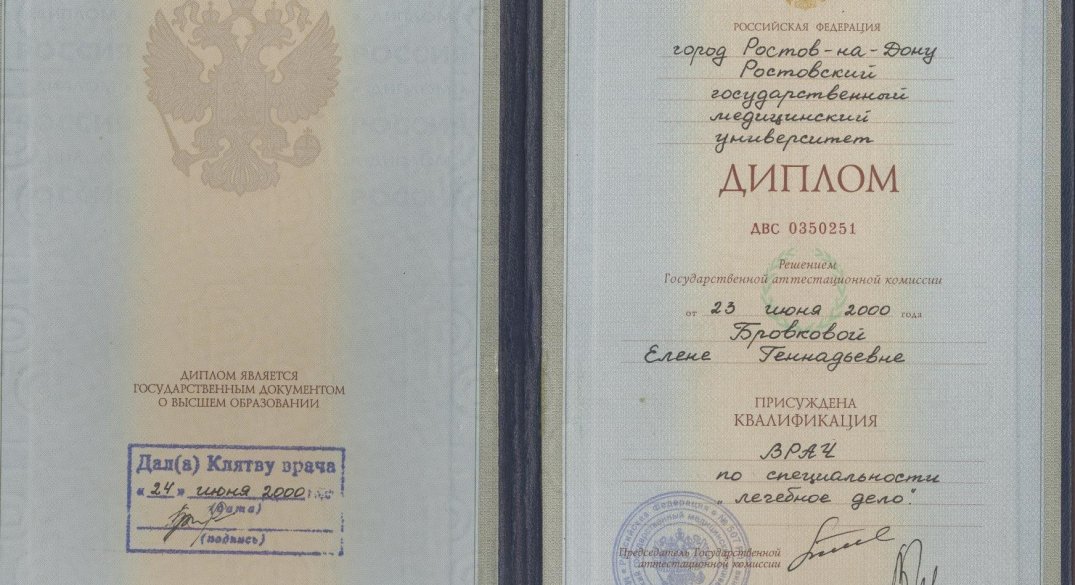 ДИПЛОМ ЯВЛЯЕТСЯ
ГОСУДАРСТВЕННЫМ ДОКУМЕНТОМ
О ВЫСШЕМ ОБРАЗОВАНИИ
Дал(а) Клятву врача
«24» июня 2000
(дата)
(подпись)
РОССИЙСКАЯ ФЕДЕРАЦИЯ
город Ростов-на-Дону
Ростовский
государственный
медицинский
университет
ДИПЛОМ
ДВС 0350251
Решением
Государственной аттестационной комиссии
от 23 июня 2000 года
Бровковой
Елене Геннадьевне
ПРИСУЖДЕНА
КВАЛИФИКАЦИЯ
ВРАЧ
по специальности
„лечебное дело"
Председатель Государственной
аттестационной комиссии